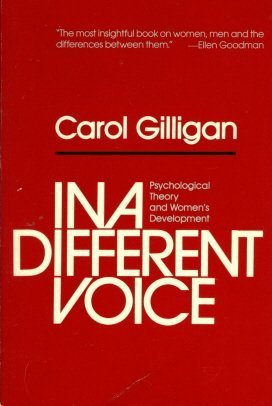 "The most insightful book on women, men and the
differences between them." —Ellen Goodman
Carol Gilligan
IN A
Psychological
Theory
and Women's
Development
DIFFERENT
VOICE